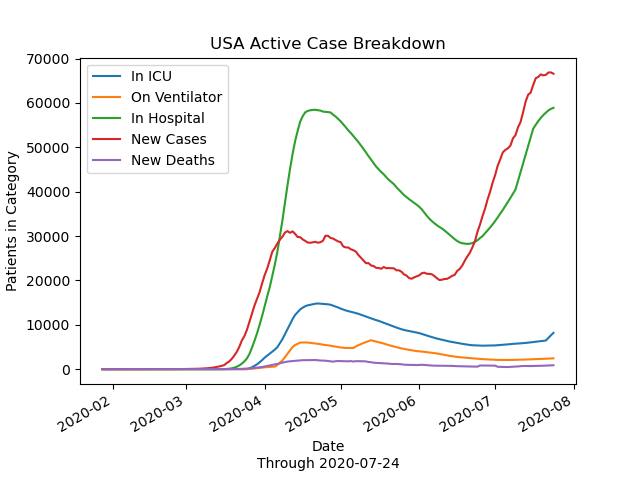 USA Active Case Breakdown
70000
60000
50000
40000
30000
20000
10000
0
Patients in Category
In ICU
On Ventilator
In Hospital
New Cases
New Deaths
2020-02
2020-03
2020-04
2020-05
2020-06
2020-07
2020-08
Date
Through 2020-07-24